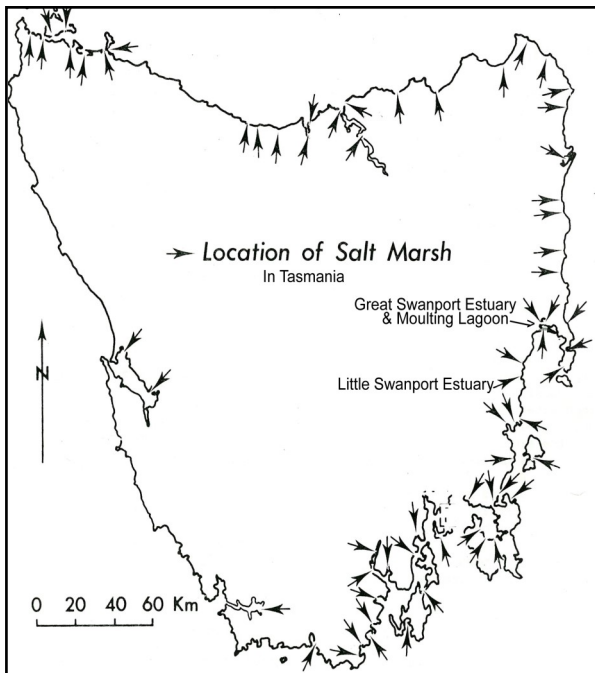 Location of Salt Marsh
In Tasmania
Great Swanport Estuary
& Moulting Lagoon
Little Swanport Estuary
N
0 20 40 60 Km